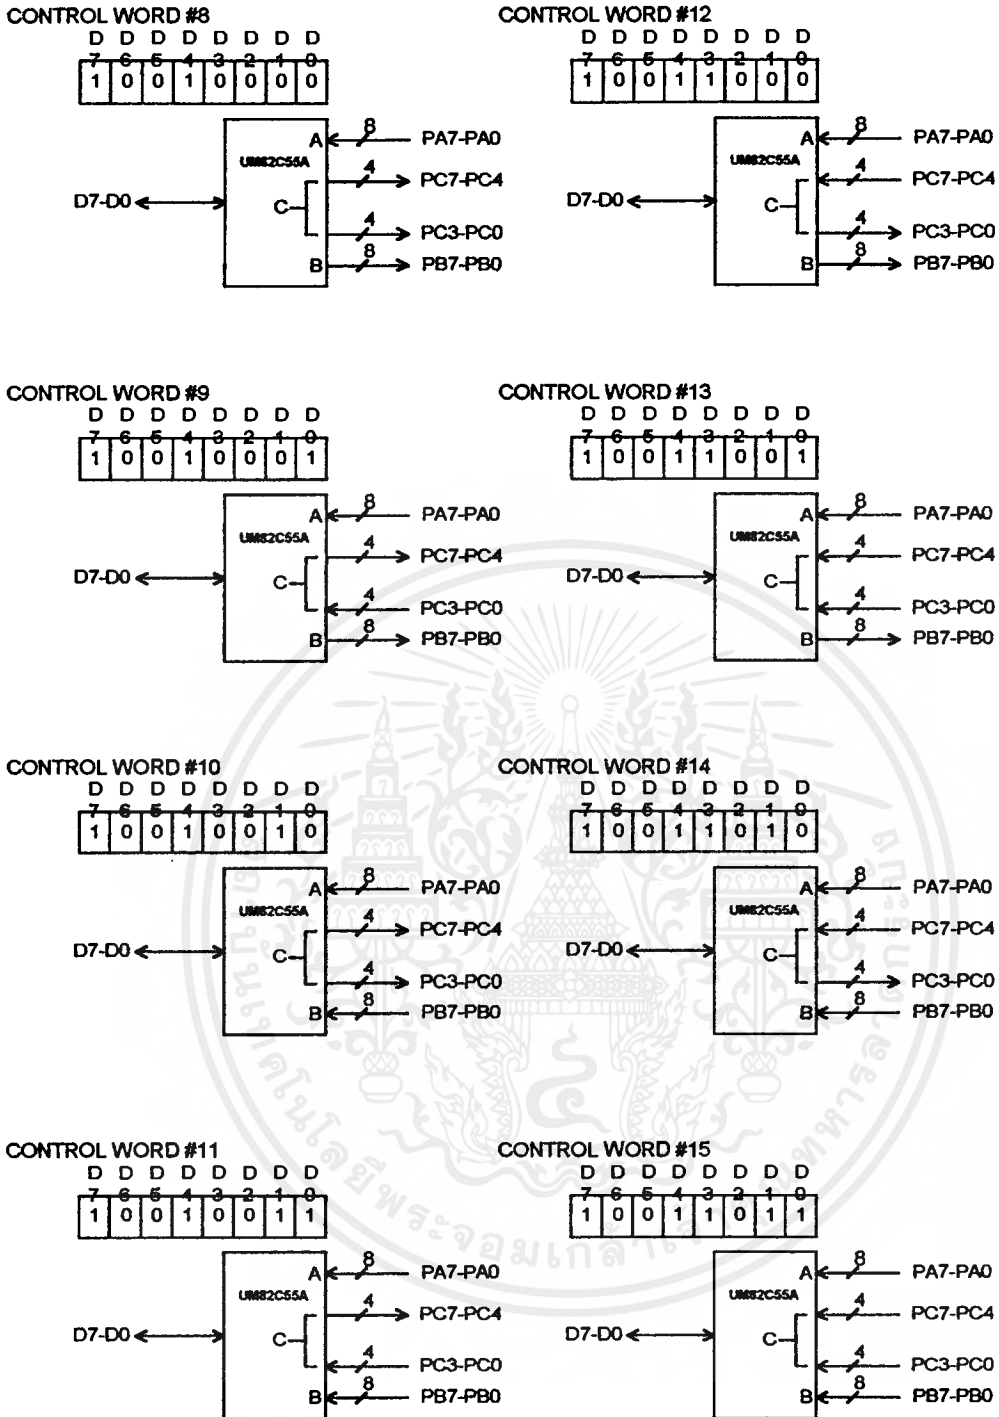 CONTROL WORD #8
D D D D D D D D
7 6 5 4 3 2 1 0
1 0 0 1 0 0 0 0
A
8
PA7-PA0
UM82C55A
4
PC7-PC4
D7-D0
C
4
PC3-PC0
B
8
PB7-PB0
CONTROL WORD #12
D D D D D D D D
7 6 5 4 3 2 1 0
1 0 0 1 1 0 0 0
A
8
PA7-PA0
UM82C55A
4
PC7-PC4
D7-D0
C
4
PC3-PC0
B
8
PB7-PB0
CONTROL WORD #9
D D D D D D D D
7 6 5 4 3 2 1 0
1 0 0 1 0 0 0 1
A
8
PA7-PA0
UM82C55A
4
PC7-PC4
D7-D0
C
4
PC3-PC0
B
8
PB7-PB0
CONTROL WORD #13
D D D D D D D D
7 6 5 4 3 2 1 0
1 0 0 1 1 0 0 1
A
8
PA7-PA0
UM82C55A
4
PC7-PC4
D7-D0
C
4
PC3-PC0
B
8
PB7-PB0
CONTROL WORD #10
D D D D D D D D
7 6 5 4 3 2 1 0
1 0 0 1 0 0 1 0
A
8
PA7-PA0
UM82C55A
4
PC7-PC4
D7-D0
C
4
PC3-PC0
B
8
PB7-PB0
CONTROL WORD #14
D D D D D D D D
7 6 5 4 3 2 1 0
1 0 0 1 1 0 1 0
A
8
PA7-PA0
UM82C55A
4
PC7-PC4
D7-D0
C
4
PC3-PC0
B
8
PB7-PB0
CONTROL WORD #11
D D D D D D D D
7 6 5 4 3 2 1 0
1 0 0 1 0 0 1 1
A
8
PA7-PA0
UM82C55A
4
PC7-PC4
D7-D0
C
4
PC3-PC0
B
8
PB7-PB0
CONTROL WORD #15
D D D D D D D D
7 6 5 4 3 2 1 0
1 0 0 1 1 0 1 1
A
8
PA7-PA0
UM82C55A
4
PC7-PC4
D7-D0
C
4
PC3-PC0
B
8
PB7-PB0